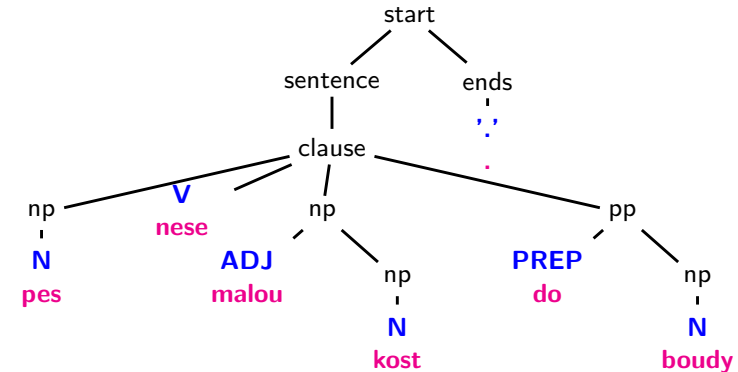 start
sentence ends
'.'
clause .
np V np pp
nese
N ADJ PREP
pes malou np do np
N N
kost boudy